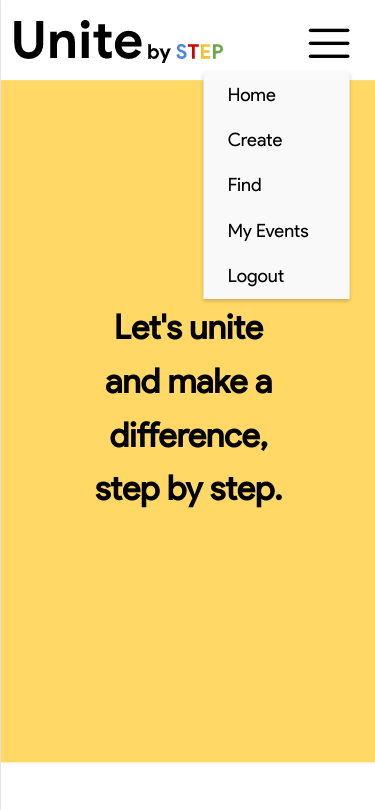 Unite by STEP
Home
Create
Find
My Events
Logout
Let's unite
and make a
difference,
step by step.